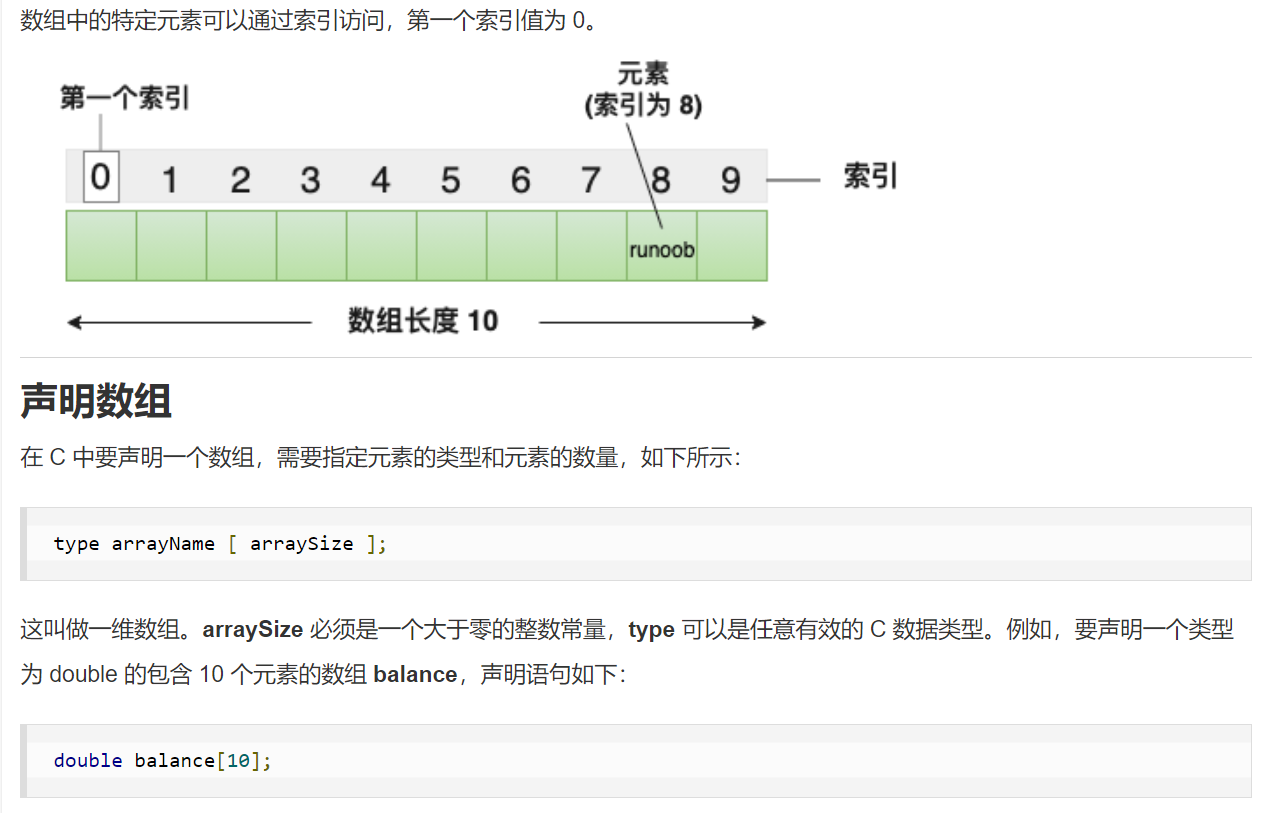 数组中的特定元素可以通过索引访问，第一个索引值为 0。
元素
第一个索引
(索引为 8)
0 1 2 3 4 5 6 7 8 9 索引
runoob
数组长度 10
声明数组
在 C 中要声明一个数组，需要指定元素的类型和元素的数量，如下所示：
type arrayName [ arraySize ];
这叫做一维数组。arraySize 必须是一个大于零的整数常量，type 可以是任意有效的 C 数据类型。例如，要声明一个类型
为 double 的包含 10 个元素的数组 balance，声明语句如下：
double balance[10];